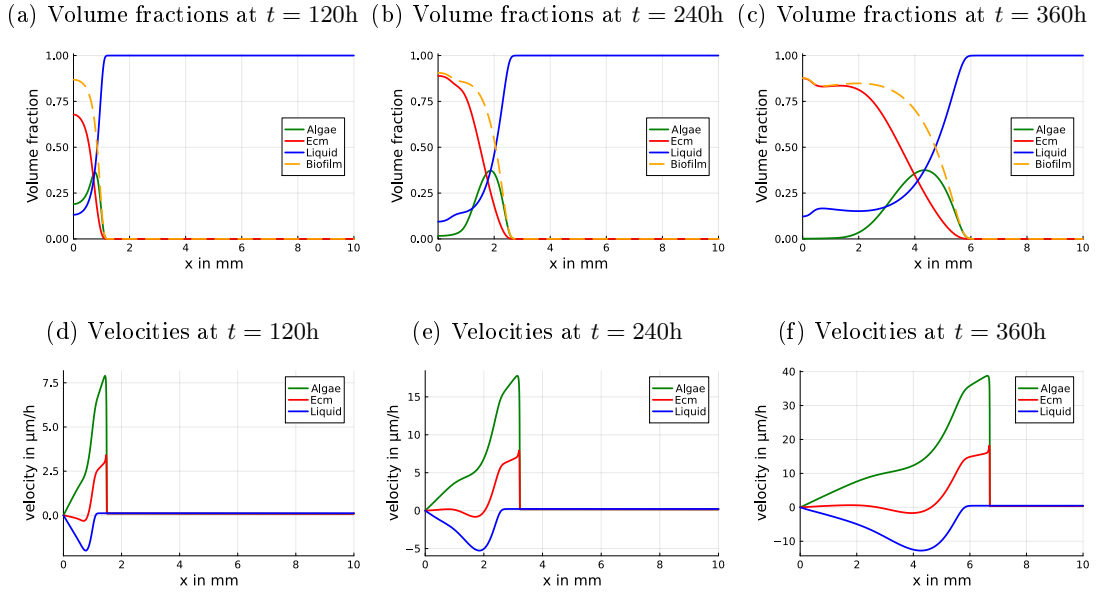 (a) Volume fractions at t = 120h
(b) Volume fractions at t = 240h
(c) Volume fractions at t = 360h
1.00
0.75
0.50
0.25
0.00
Volume fraction
Algae
Ecm
Liquid
Biofilm
0 2 4 6 8 10
x in mm
1.00
0.75
0.50
0.25
0.00
Volume fraction
Algae
Ecm
Liquid
Biofilm
0 2 4 6 8 10
x in mm
1.00
0.75
0.50
0.25
0.00
Volume fraction
Algae
Ecm
Liquid
Biofilm
0 2 4 6 8 10
x in mm
(d) Velocities at t = 120h
(e) Velocities at t = 240h
(f) Velocities at t = 360h
7.5
5.0
2.5
0.0
velocity in μm/h
Algae
Ecm
Liquid
0 2 4 6 8 10
x in mm
15
10
5
0
−5
velocity in μm/h
Algae
Ecm
Liquid
0 2 4 6 8 10
x in mm
40
30
20
10
0
−10
velocity in μm/h
Algae
Ecm
Liquid
0 2 4 6 8 10
x in mm